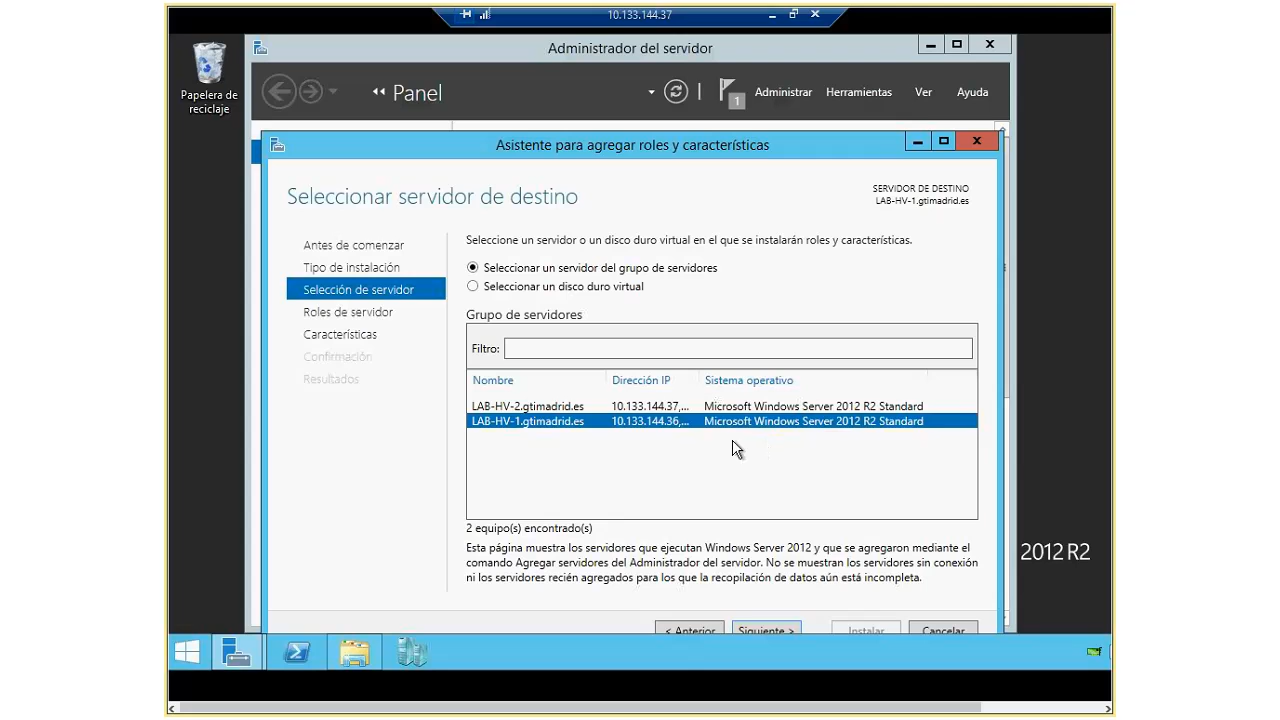 10.133.144.37
Papelera de
reciclaje
Administrador del servidor
Panel
1
Administrar
Herramientas
Ver
Ayuda
Asistente para agregar roles y características
Seleccionar servidor de destino
SERVIDOR DE DESTINO
LAB-HV-1.gtimadrid.es
Antes de comenzar
Tipo de instalación
Selección de servidor
Roles de servidor
Características
Confirmación
Resultados
Seleccione un servidor o un disco duro virtual en el que se instalarán roles y características.
Seleccionar un servidor del grupo de servidores
Seleccionar un disco duro virtual
Grupo de servidores
Filtro:
Nombre Dirección IP Sistema operativo
LAB-HV-2.gtimadrid.es 10.133.144.37,... Microsoft Windows Server 2012 R2 Standard
LAB-HV-1.gtimadrid.es 10.133.144.36,... Microsoft Windows Server 2012 R2 Standard
2 equipo(s) encontrado(s)
Esta página muestra los servidores que ejecutan Windows Server 2012 y que se agregaron mediante el
comando Agregar servidores del Administrador del servidor. No se muestran los servidores sin conexión
ni los servidores recién agregados para los que la recopilación de datos aún está incompleta.
< Anterior
Siguiente >
Instalar
Cancelar
2012 R2